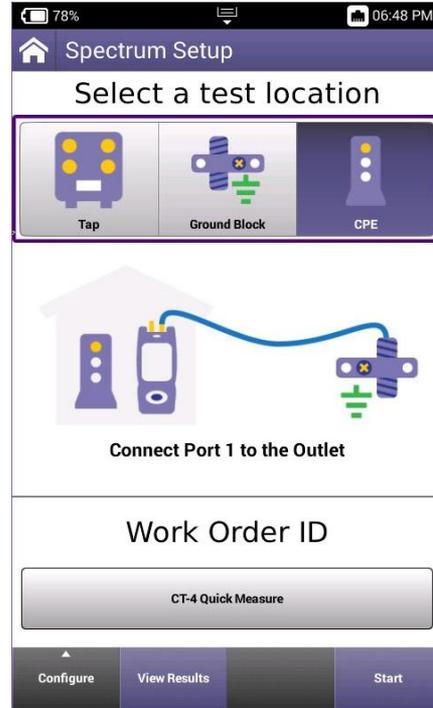 78%
06:48 PM
Spectrum Setup
Select a test location
Tap
Ground Block
CPE
Connect Port 1 to the Outlet
Work Order ID
CT-4 Quick Measure
Configure
View Results
Start